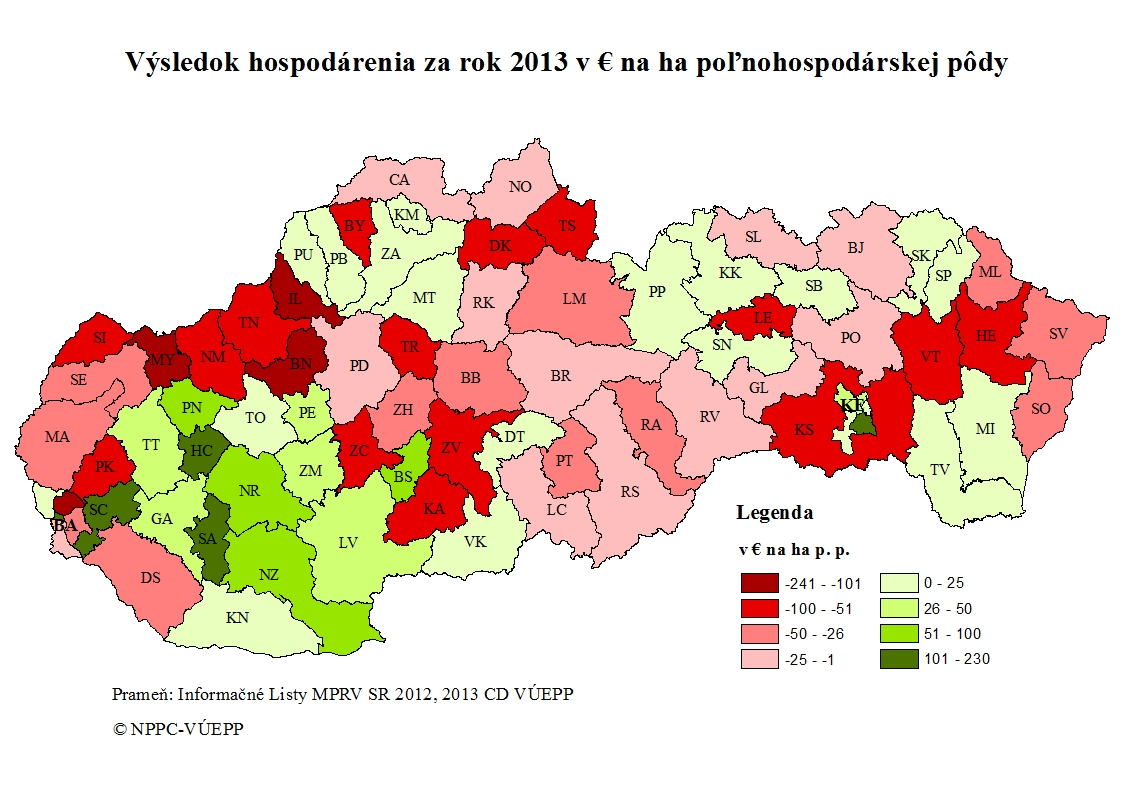 Výsledok hospodárenia za rok 2013 v € na ha poľnohospodárskej pôdy
CA
NO
KM
BY
TS
DK
PU
PB
ZA
SL
BJ
SK
SP
ML
KK
SB
PP
IL
MT
RK
LM
TN
SI
LE
PO
HE
SV
VT
SN
NM
MY
BN
PD
TR
BB
BR
GL
SE
PN
TO
PE
ZH
RA
RV
KE
SO
KS
MI
MA
TT
HC
ZC
ZV
DT
PT
TV
PK
ZM
BS
NR
RS
SC
BA
GA
SA
KA
LC
LV
VK
DS
NZ
KN
Legenda
v € na ha p. p.
-241 - -101
0 - 25
-100 - -51
26 - 50
-50 - -26
51 - 100
-25 - -1
101 - 230
Prameň: Informačné Listy MPRV SR 2012, 2013 CD VÚEPP
© NPPC-VÚEPP